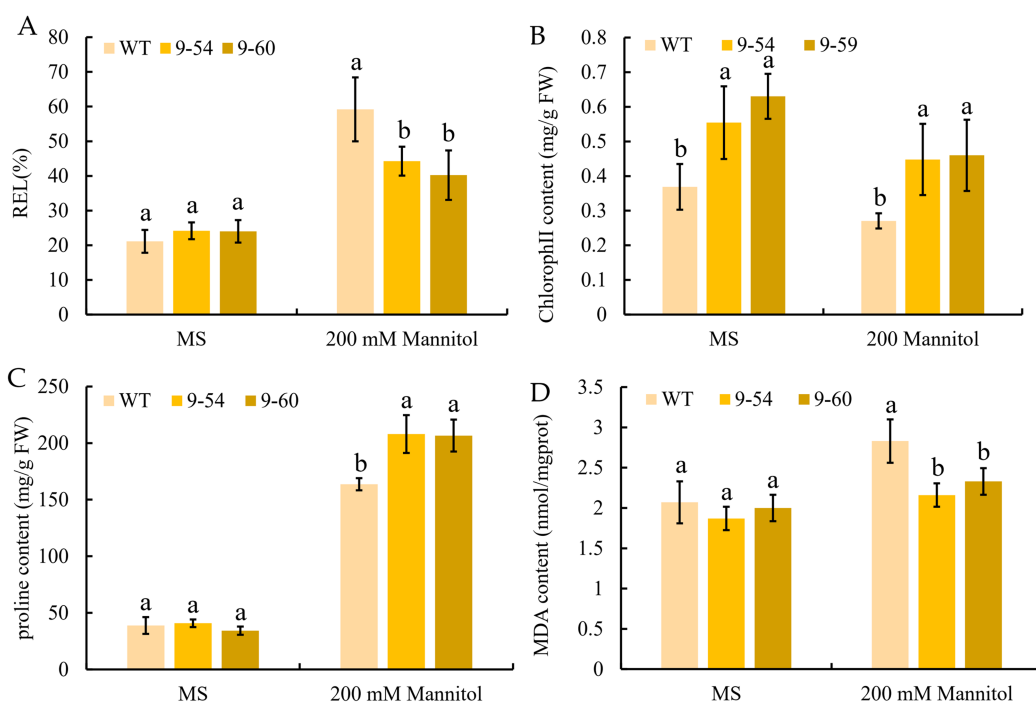 A
WT 9-54 9-60
REL(%)
80
70
60
50
40
30
20
10
0
a a a
a b b
MS 200 mM Mannitol
B
WT 9-54 9-59
ChlorophII content (mg/g FW)
0.8
0.7
0.6
0.5
0.4
0.3
0.2
0.1
0
b a a
b a a
MS 200 Mannitol
C
WT 9-54 9-60
proline content (mg/g FW)
250
200
150
100
50
0
a a a
b a a
MS 200 mM Mannitol
D
WT 9-54 9-60
MDA content (nmol/mgprot)
3.5
3
2.5
2
1.5
1
0.5
0
a a a
a b b
MS 200 mM Mannitol